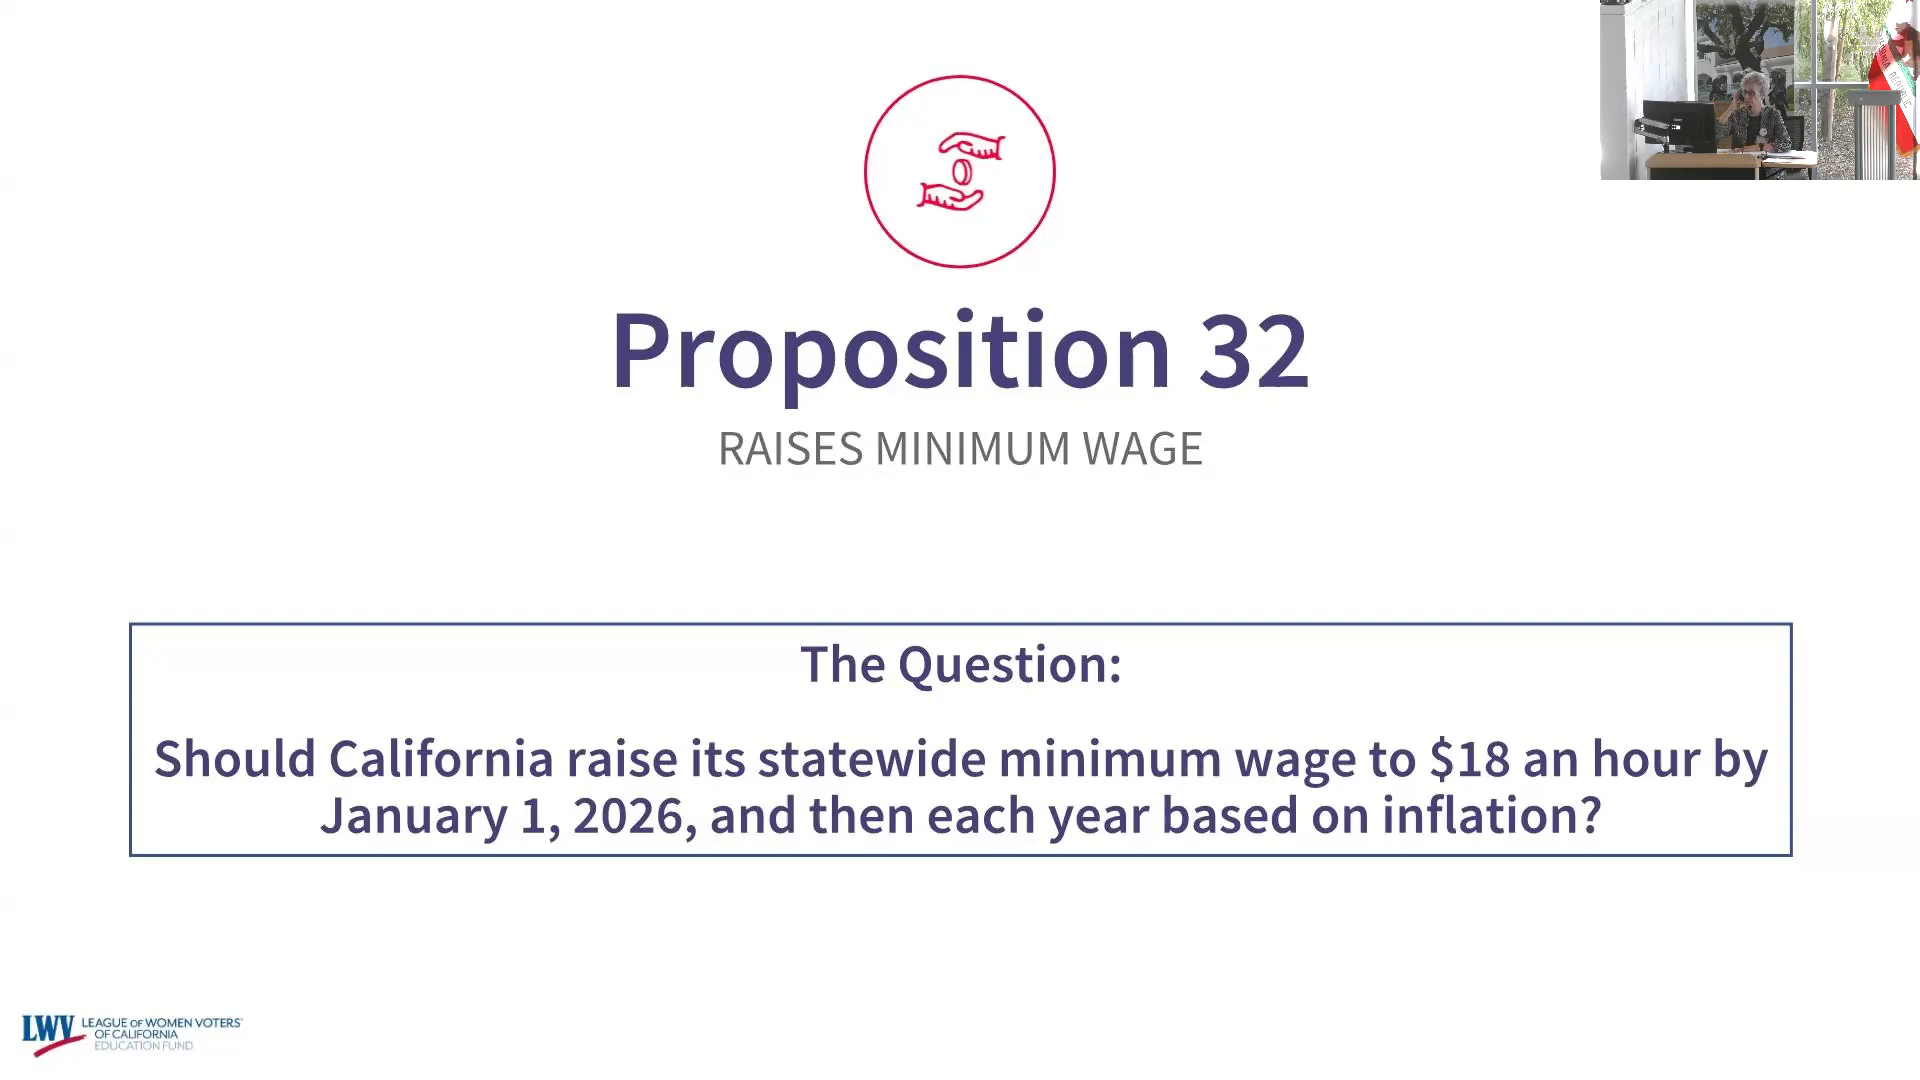 Proposition 32
RAISES MINIMUM WAGE
The Question:
Should California raise its statewide minimum wage to $18 an hour by
January 1, 2026, and then each year based on inflation?
LWV
LEAGUE OF WOMEN VOTERS®
OF CALIFORNIA
EDUCATION FUND
REPUBLIC